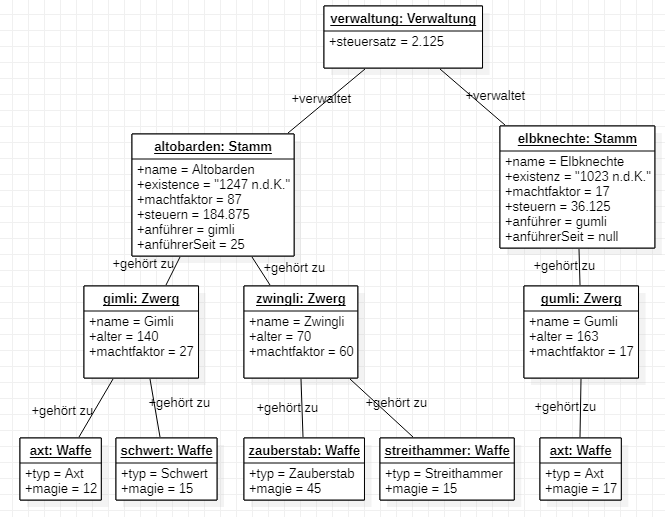 verwaltung: Verwaltung
+steuersatz = 2.125
+verwaltet
+verwaltet
altobarden: Stamm
+name = Altobarden
+existence = "1247 n.d.K."
+machtfaktor = 87
+steuern = 184.875
+anführer = gimli
+anführerSeit = 25
elbknechte: Stamm
+name = Elbknechte
+existenz = "1023 n.d.K."
+machtfaktor = 17
+steuern = 36.125
+anführer = gumli
+anführerSeit = null
+gehört zu
+gehört zu
+gehört zu
gimli: Zwerg
+name = Gimli
+alter = 140
+machtfaktor = 27
zwingli: Zwerg
+name = Zwingli
+alter = 70
+machtfaktor = 60
gumli: Zwerg
+name = Gumli
+alter = 163
+machtfaktor = 17
+gehört zu
+gehört zu
+gehört zu
+gehört zu
+gehört zu
axt: Waffe
+typ = Axt
+magie = 12
schwert: Waffe
+typ = Schwert
+magie = 15
zauberstab: Waffe
+typ = Zauberstab
+magie = 45
streithammer: Waffe
+typ = Streithammer
+magie = 15
axt: Waffe
+typ = Axt
+magie = 17